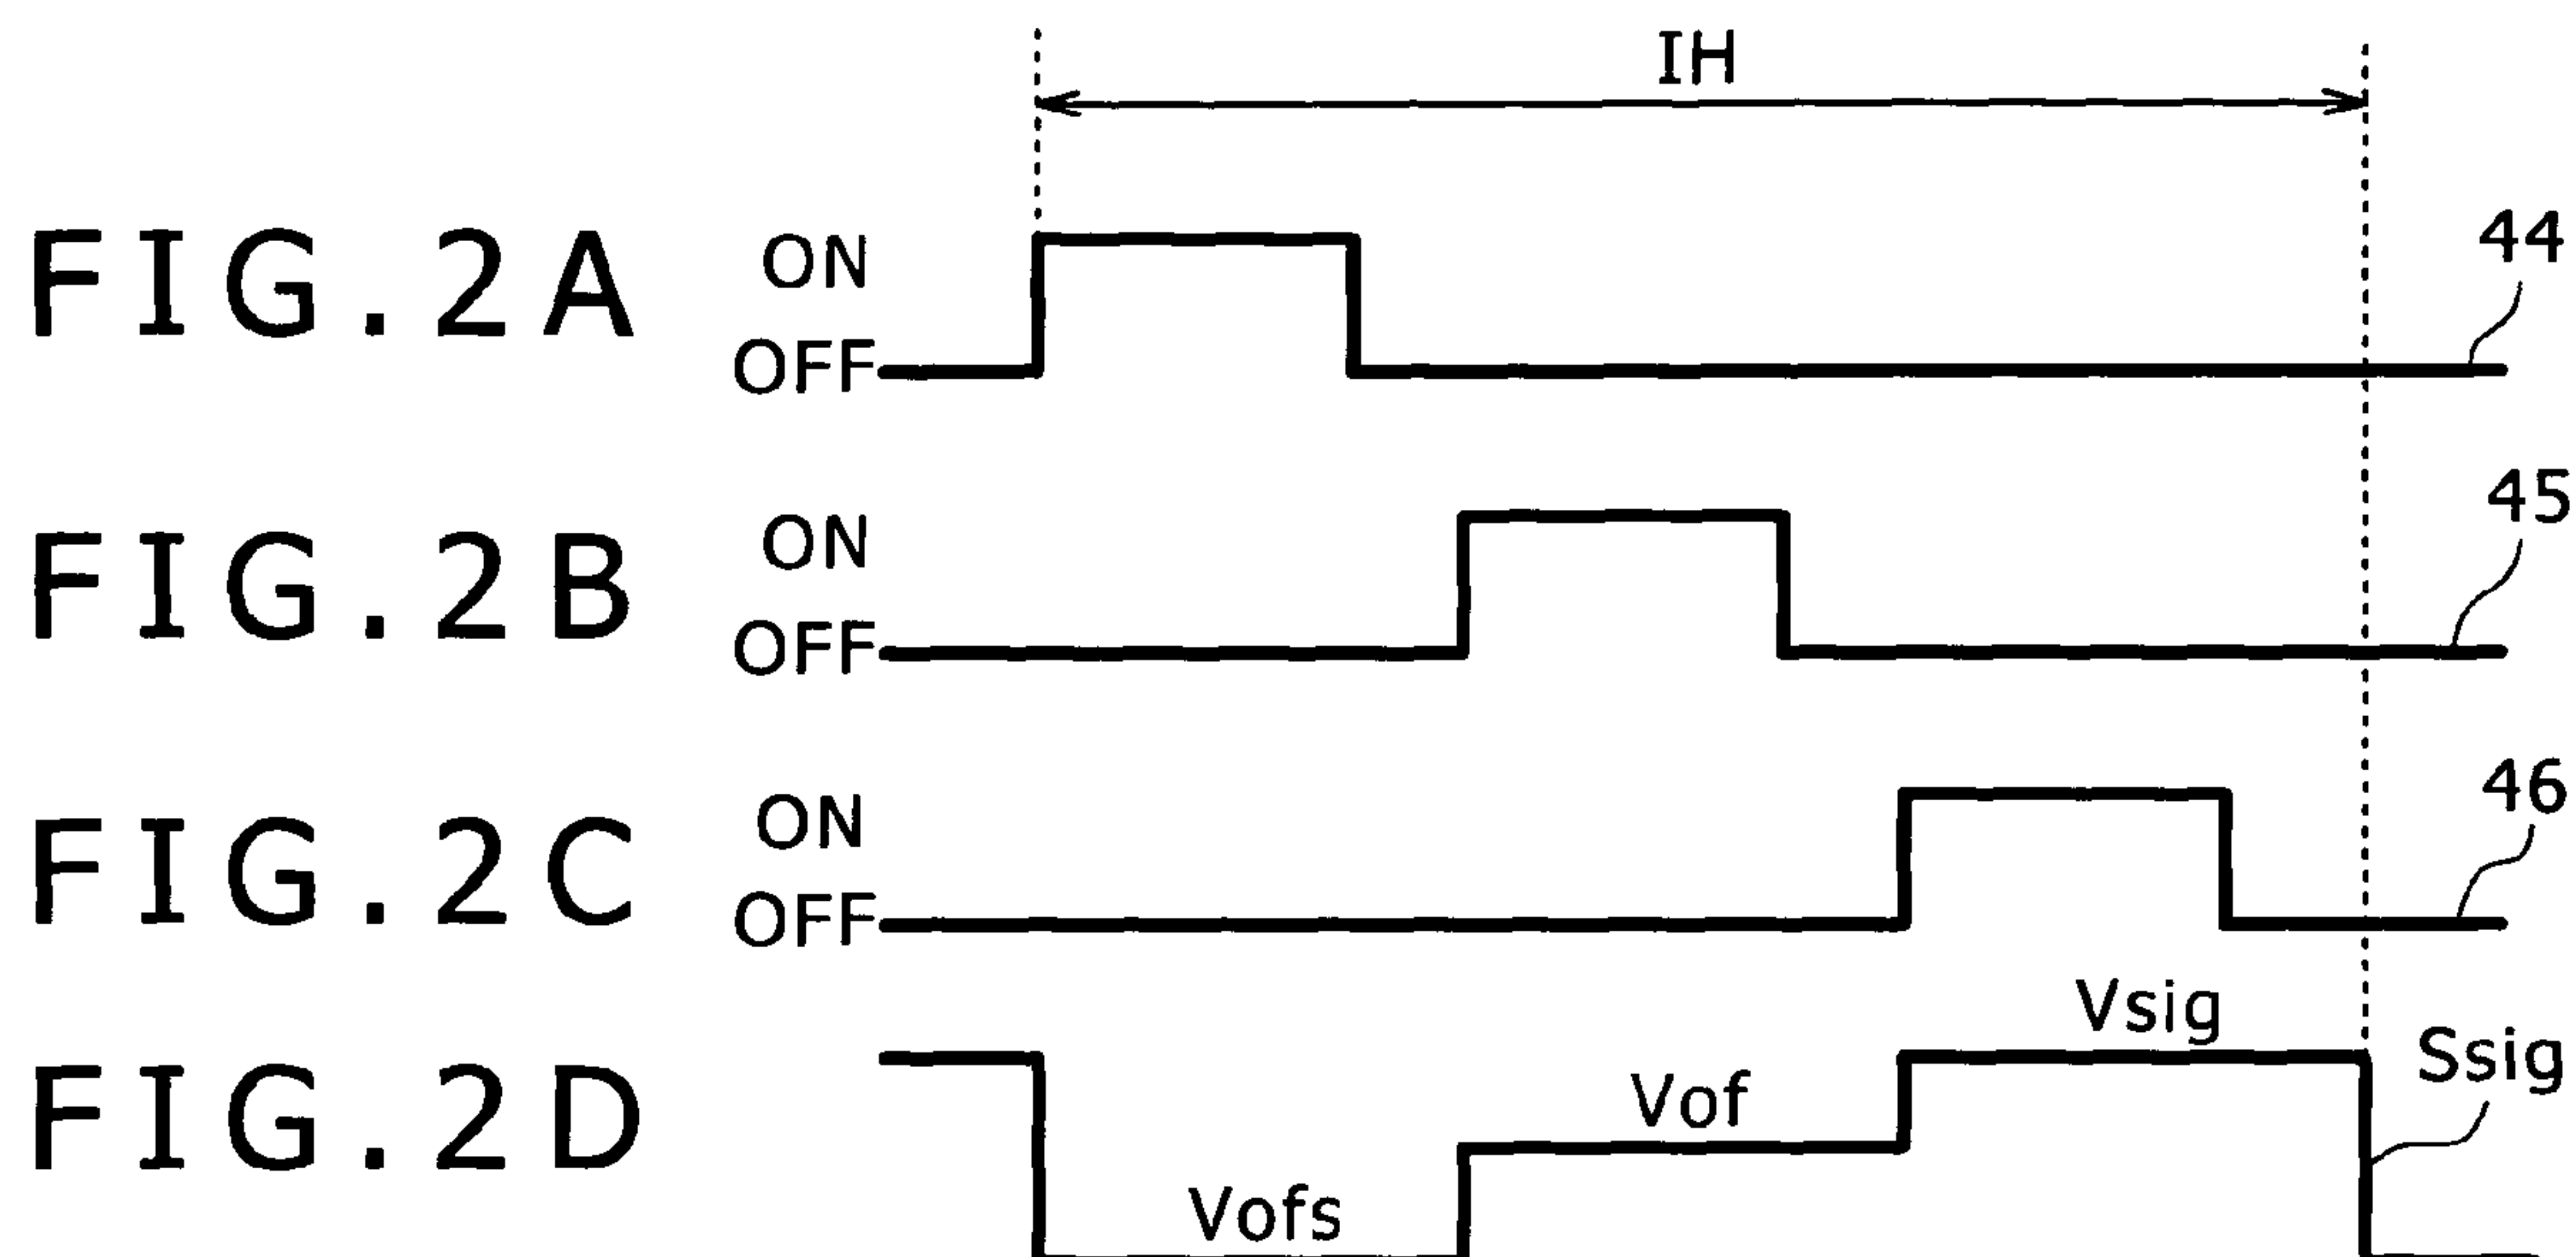 IH
FIG.2A
ON
OFF
44
FIG.2B
ON
OFF
45
FIG.2C
ON
OFF
46
FIG.2D
Vofs
Vof
Vsig
Ssig